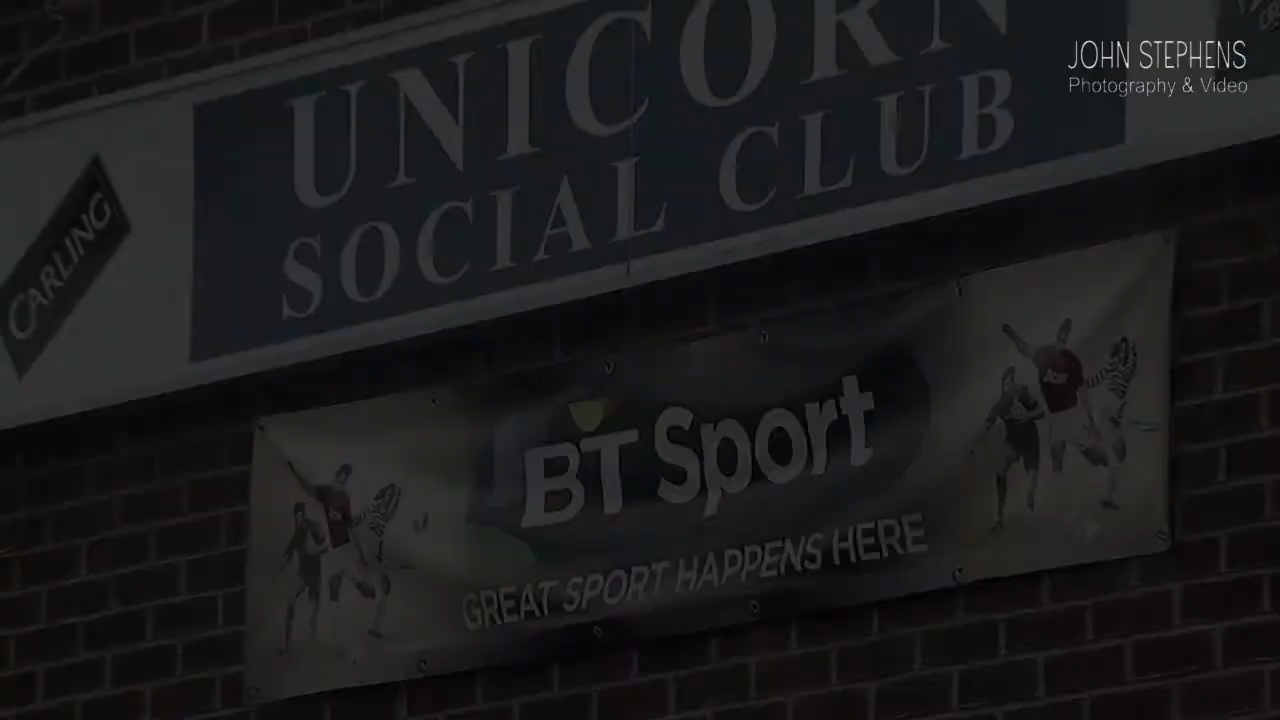 JOHN STEPHENS
Photography & Video
UNICORN
SOCIAL CLUB
CARLING
BT Sport
GREAT SPORT HAPPENS HERE